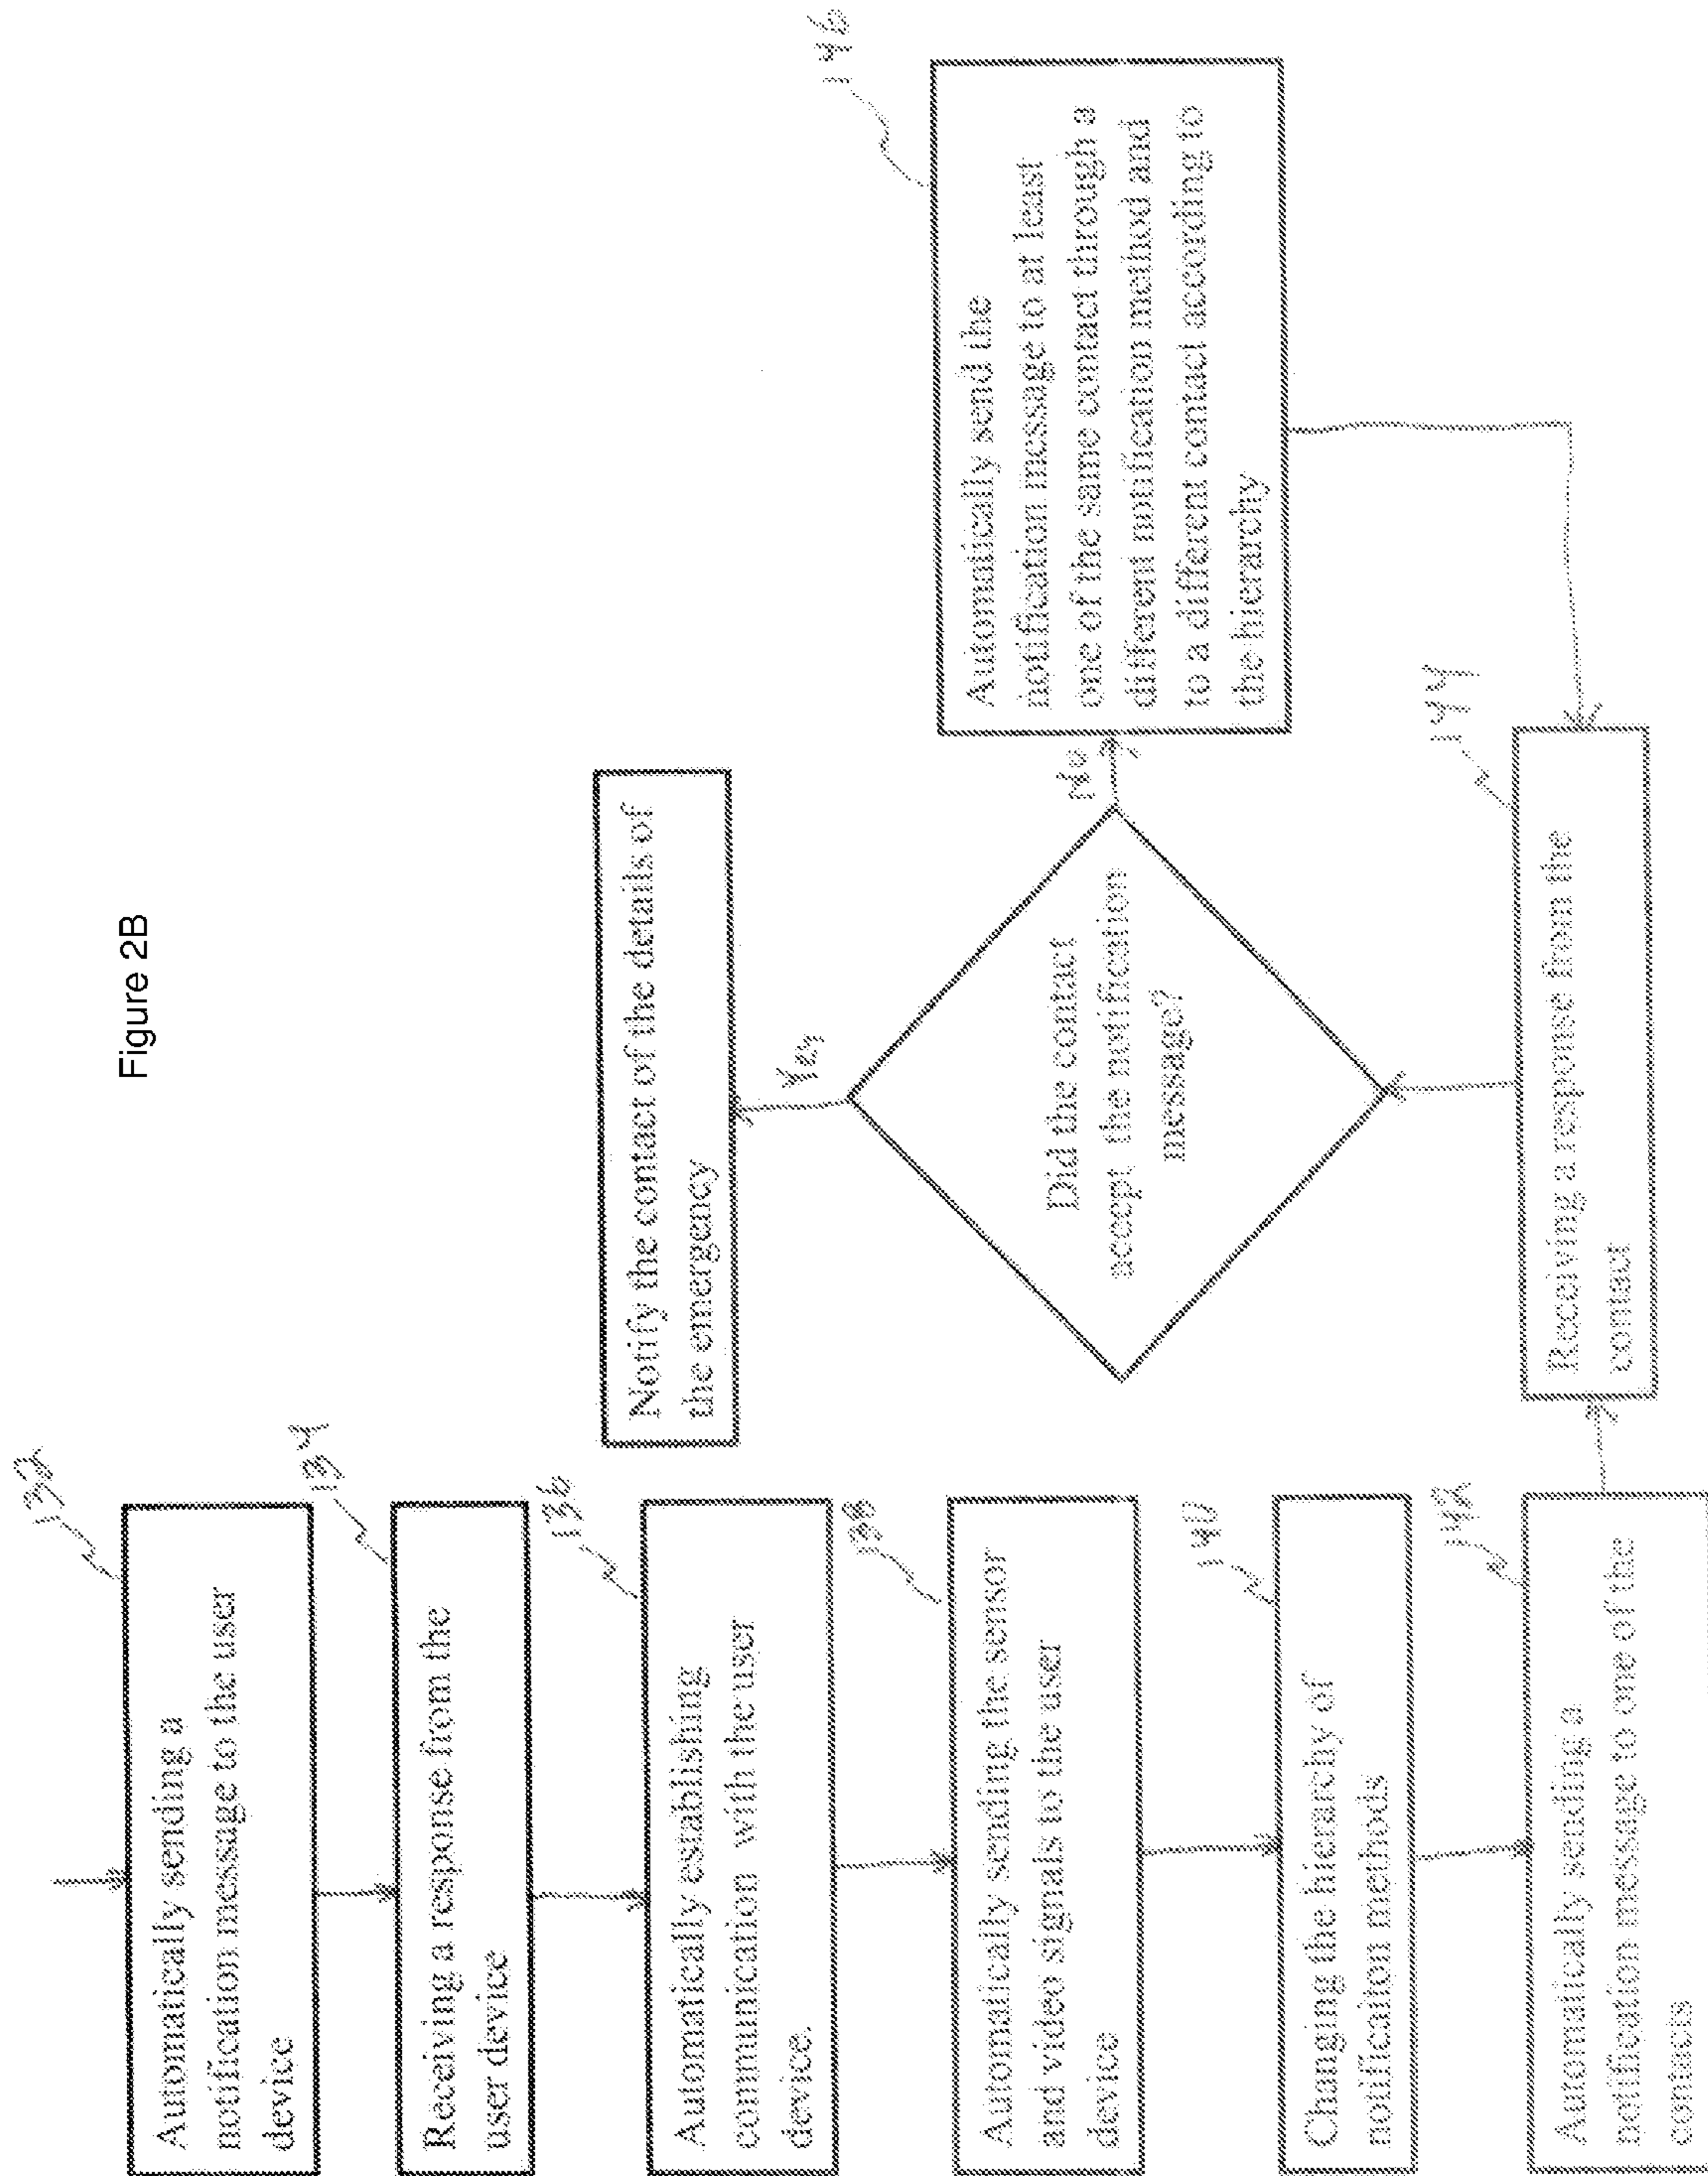 Figure 2B
132
Automatically sending a
notification message to the user
device
134
Receiving a response from the
user device
136
Automatically establishing
communication with the user
device.
138
Automatically sending the sensor
and video signals to the user
device
140
Changing the hierarchy of
notificaiton methods
142
Automatically sending a
notification message to one of the
contacts
144
Receiving a response from the
contact
Did the contact
accept the notification
message?
Yes
Notify the contact of the details of
the emergency
No
146
Automatically send the
notification message to at least
one of the same contact through a
different notification method and
to a different contact according to
the hierarchy